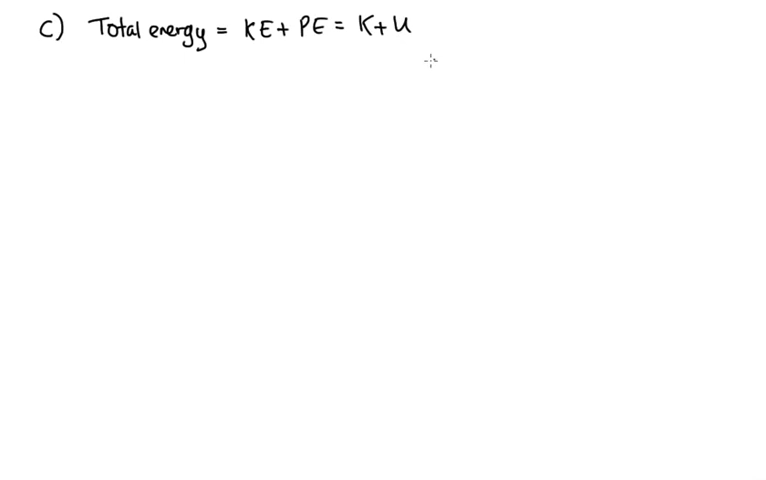 c) Total energy = KE + PE = K+U